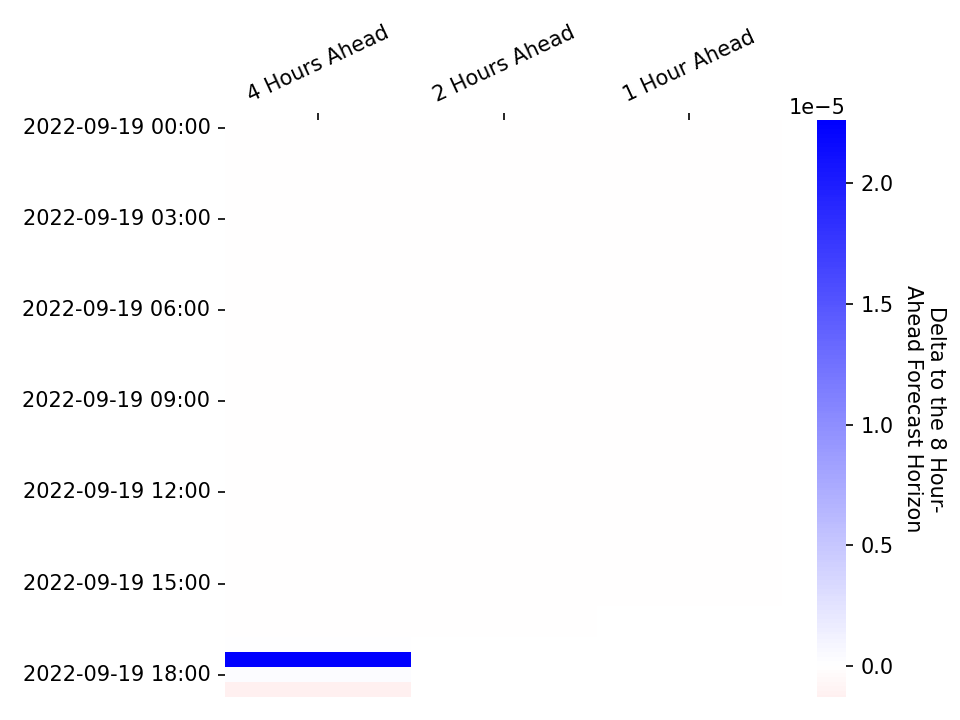 4 Hours Ahead
2 Hours Ahead
1 Hour Ahead
2022-09-19 00:00
2022-09-19 03:00
2022-09-19 06:00
2022-09-19 09:00
2022-09-19 12:00
2022-09-19 15:00
2022-09-19 18:00
1e−5
2.0
1.5
1.0
0.5
0.0
Delta to the 8 Hour-
Ahead Forecast Horizon